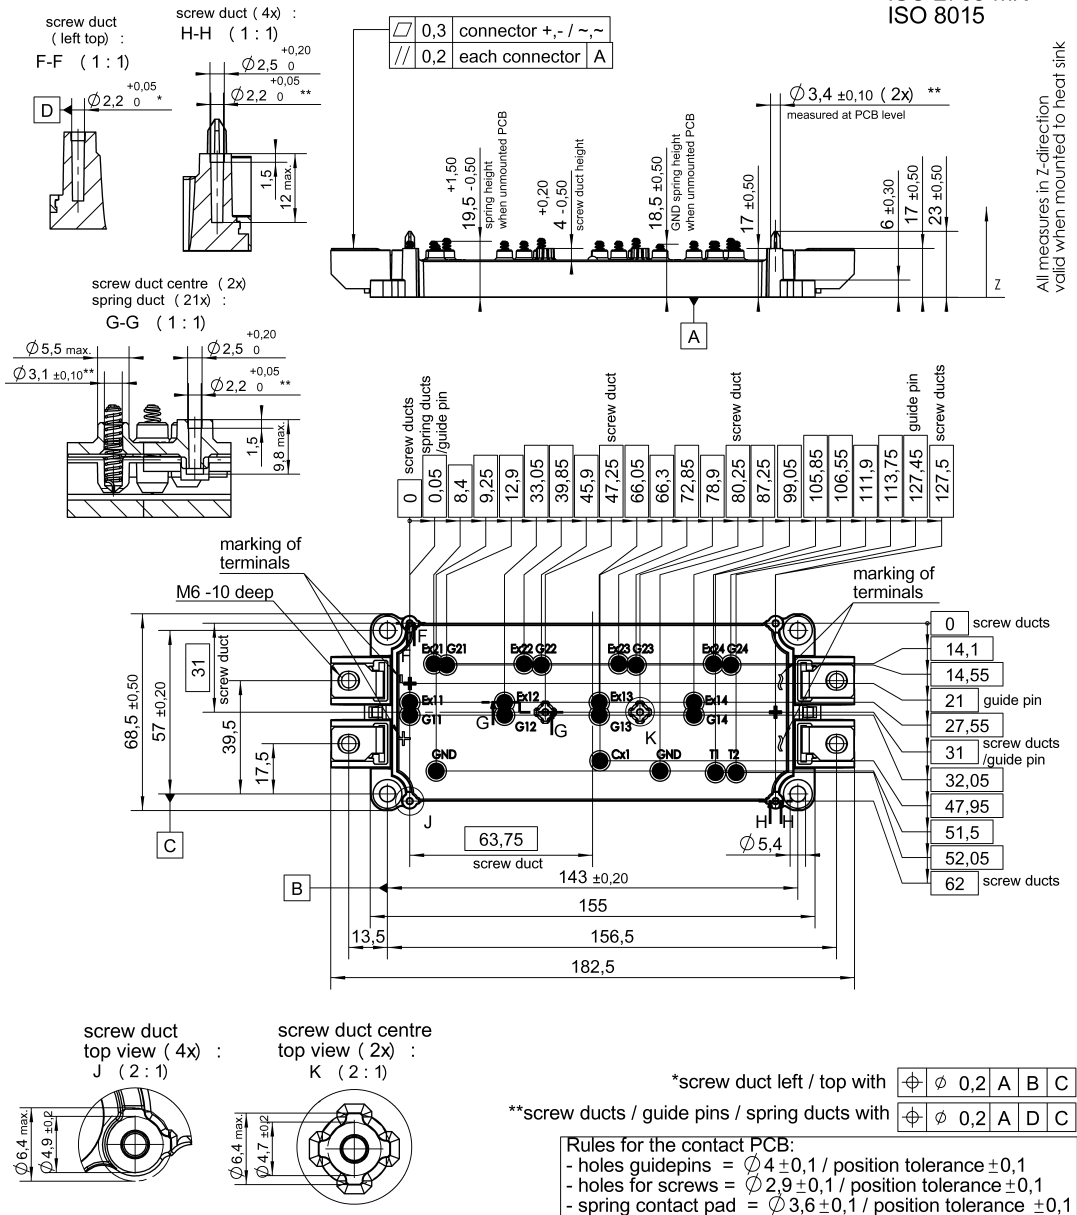 ISO 8015
screw duct
(left top) :
F-F (1 : 1)
D
∅2,2 +0,05 0 *
screw duct (4x) :
H-H (1 : 1)
∅2,5 +0,20 0
∅2,2 +0,05 0 **
1,5
12 max.
0,3 connector +,- / ~,~
// 0,2 each connector A
19,5 +1,50 -0,50
spring height
when unmounted PCB
4 +0,20 -0,50
screw duct height
18,5 ±0,50
GND spring height
when unmounted PCB
17 ±0,50
∅3,4 ±0,10 (2x) **
measured at PCB level
6 ±0,30
17 ±0,50
23 ±0,50
Z
All measures in Z-direction
valid when mounted to heat sink
A
screw duct centre (2x)
spring duct (21x) :
G-G (1 : 1)
∅5,5 max.
∅3,1 ±0,10**
∅2,5 +0,20 0
∅2,2 +0,05 0 **
1,5
9,8 max.
screw ducts
spring ducts
/guide pin
screw duct
screw duct
guide pin
screw ducts
0
0,05
8,4
9,25
12,9
33,05
39,85
45,9
47,25
66,05
66,3
72,85
78,9
80,25
87,25
99,05
105,85
106,55
111,9
113,75
127,45
127,5
marking of
terminals
M6 -10 deep
marking of
terminals
68,5 ±0,50
57 ±0,20
31
screw duct
39,5
17,5
C
F
F
Ex21 G21
Ex22 G22
Ex23 G23
Ex24 G24
Ex11
G11
Ex12
G12
Ex13
G13
Ex14
G14
G
G
K
GND
Cx1
GND
T1 T2
J
H H
∅5,4
0 screw ducts
14,1
14,55
21 guide pin
27,55
31 screw ducts
/guide pin
32,05
47,95
51,5
52,05
62 screw ducts
63,75
screw duct
B
143 ±0,20
155
13,5
156,5
182,5
screw duct
top view (4x) :
J (2 : 1)
∅6,4 max.
∅4,9 ±0,2
screw duct centre
top view (2x) :
K (2 : 1)
∅6,4 max.
∅4,7 ±0,2
*screw duct left / top with ⌖ ∅ 0,2 A B C
**screw ducts / guide pins / spring ducts with ⌖ ∅ 0,2 A D C
Rules for the contact PCB:
- holes guidepins = ∅4±0,1 / position tolerance ±0,1
- holes for screws = ∅2,9±0,1 / position tolerance ±0,1
- spring contact pad = ∅3,6±0,1 / position tolerance ±0,1